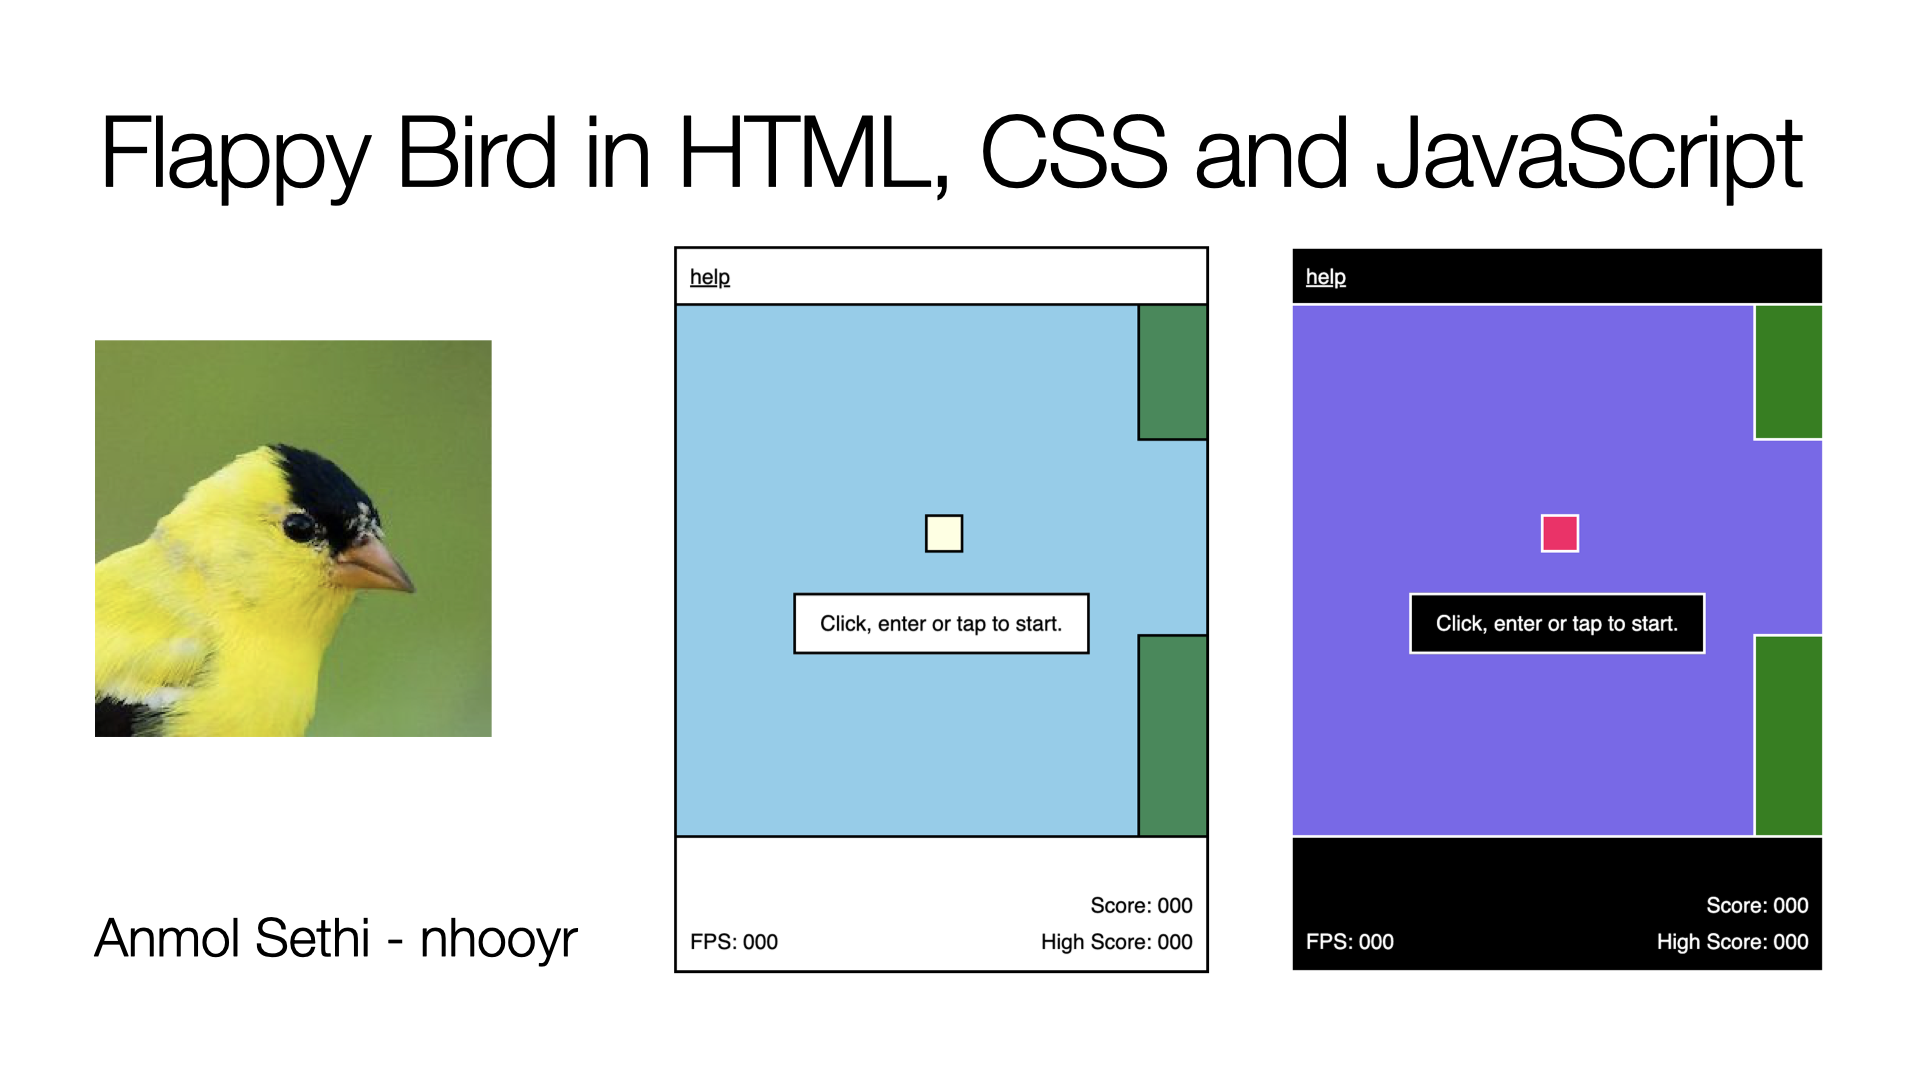 Flappy Bird in HTML, CSS and JavaScript
help
Click, enter or tap to start.
Score: 000
FPS: 000
High Score: 000
help
Click, enter or tap to start.
Score: 000
FPS: 000
High Score: 000
Anmol Sethi - nhooyr